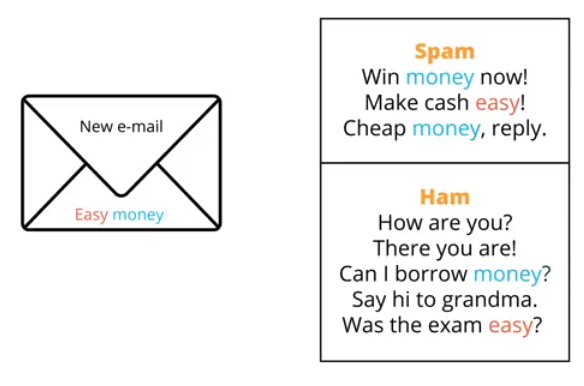 New e-mail
Easy money
Spam
Win money now!
Make cash easy!
Cheap money, reply.
Ham
How are you?
There you are!
Can I borrow money?
Say hi to grandma.
Was the exam easy?